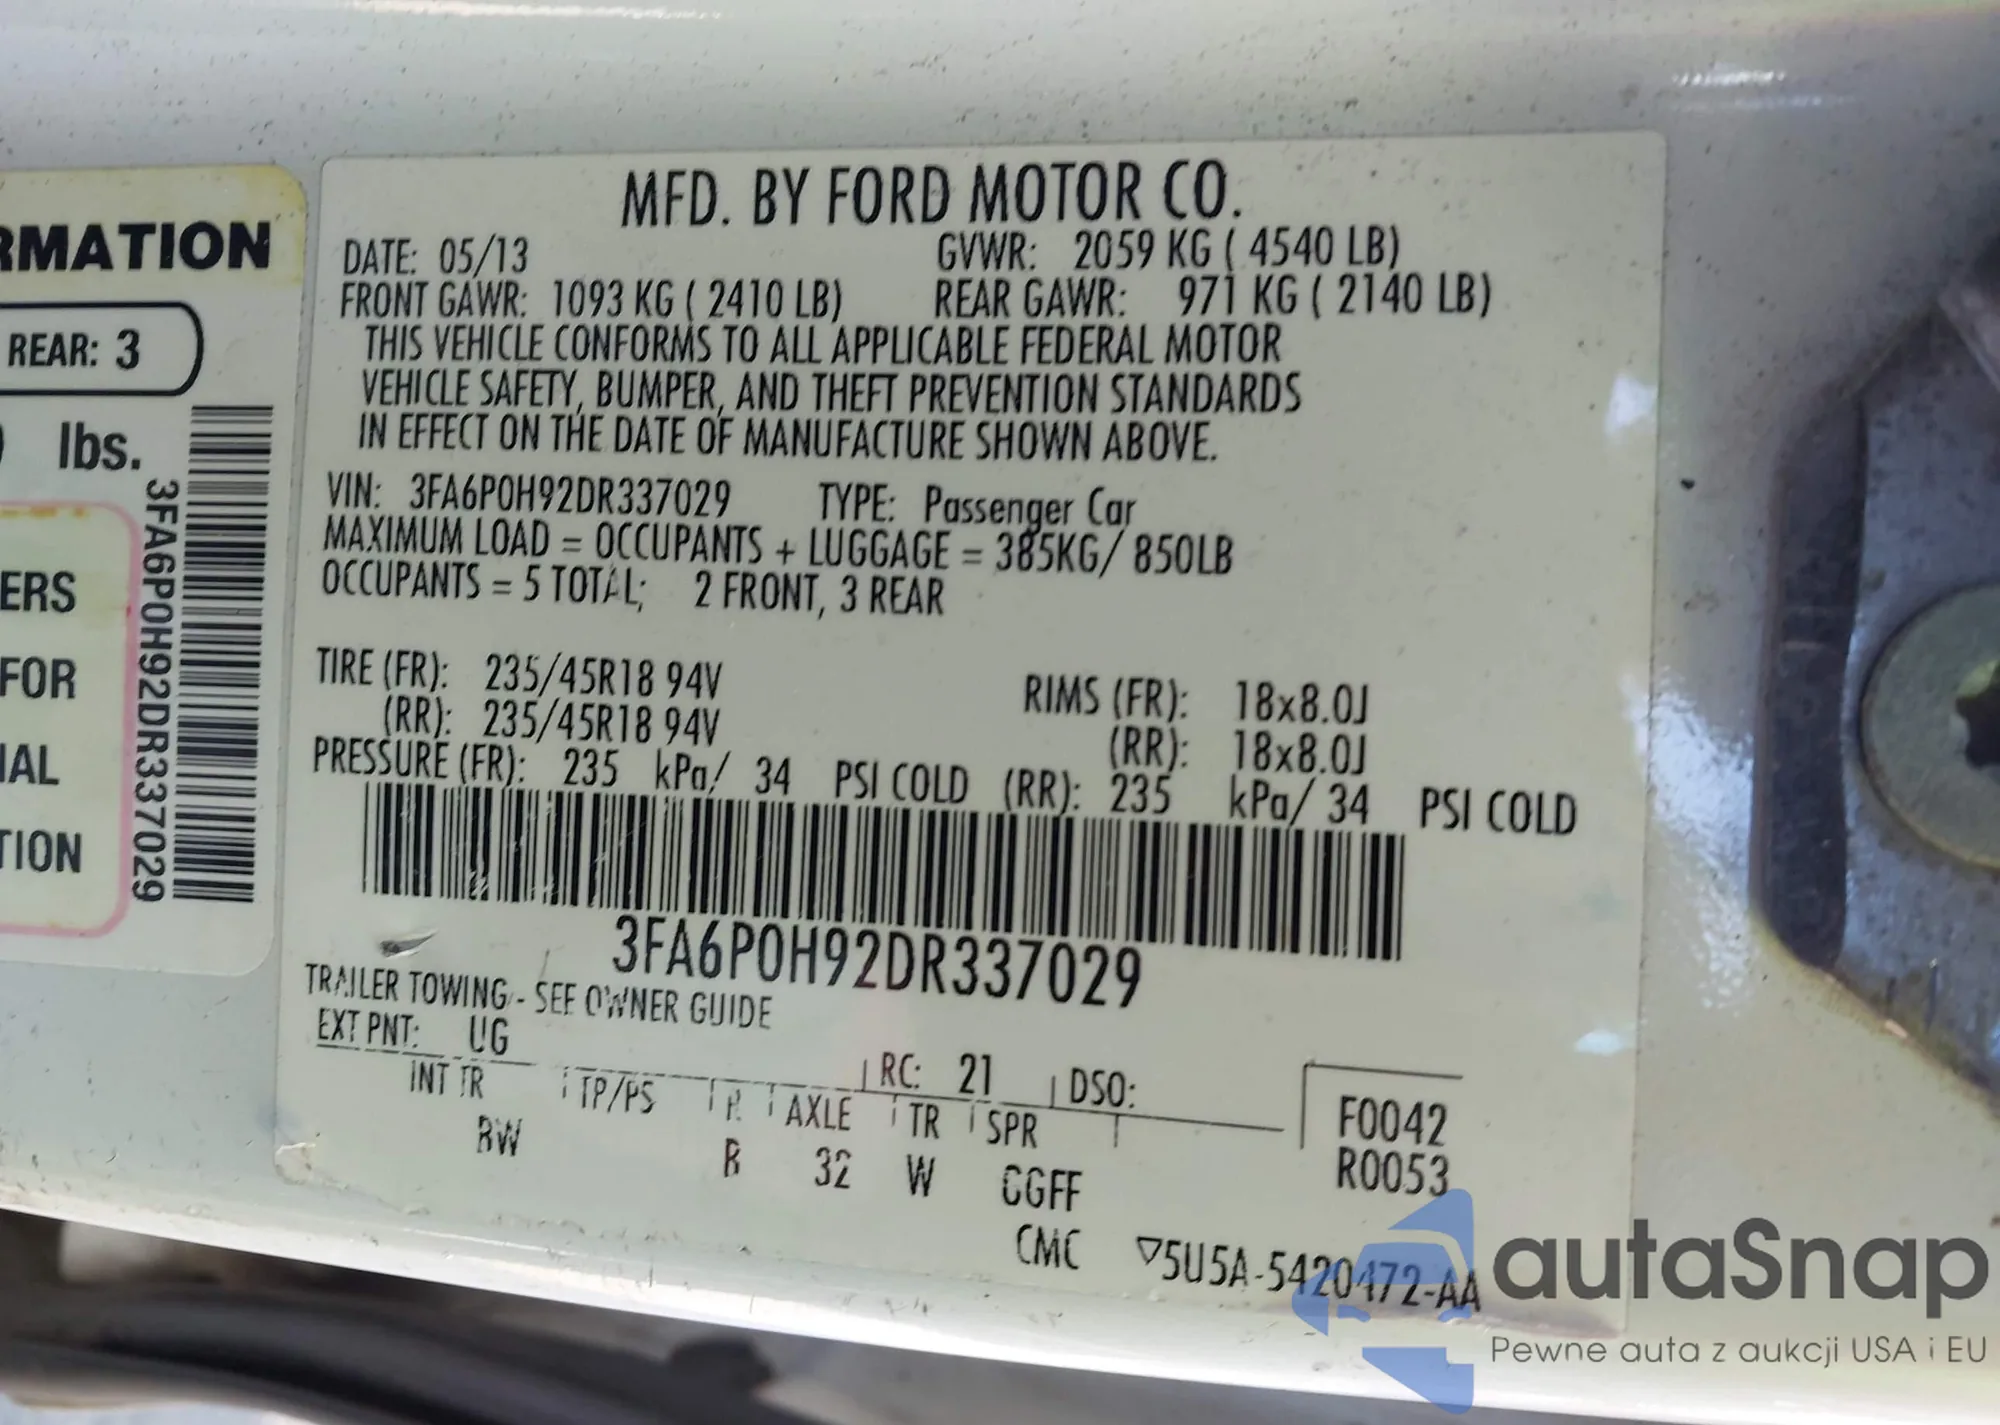 RMATION
REAR: 3
lbs.
3FA6P0H92DR337029
ERS
FOR
IAL
TION
MFD. BY FORD MOTOR CO.
DATE: 05/13 GVWR: 2059 KG ( 4540 LB)
FRONT GAWR: 1093 KG ( 2410 LB) REAR GAWR: 971 KG ( 2140 LB)
THIS VEHICLE CONFORMS TO ALL APPLICABLE FEDERAL MOTOR
VEHICLE SAFETY, BUMPER, AND THEFT PREVENTION STANDARDS
IN EFFECT ON THE DATE OF MANUFACTURE SHOWN ABOVE.
VIN: 3FA6P0H92DR337029 TYPE: Passenger Car
MAXIMUM LOAD = OCCUPANTS + LUGGAGE = 385KG/ 850LB
OCCUPANTS = 5 TOTAL; 2 FRONT, 3 REAR
TIRE (FR): 235/45R18 94V RIMS (FR): 18x8.0J
(RR): 235/45R18 94V (RR): 18x8.0J
PRESSURE (FR): 235 kPa/ 34 PSI COLD (RR): 235 kPa/ 34 PSI COLD
3FA6P0H92DR337029
TRAILER TOWING - SEE OWNER GUIDE
EXT PNT: UG RC: 21 DSO:
INT TR TP/PS R AXLE TR SPR F0042
BW B 32 W GGFF R0053
CMC ▽5U5A-5420472-AA
autaSnap
Pewne auta z aukcji USA i EU